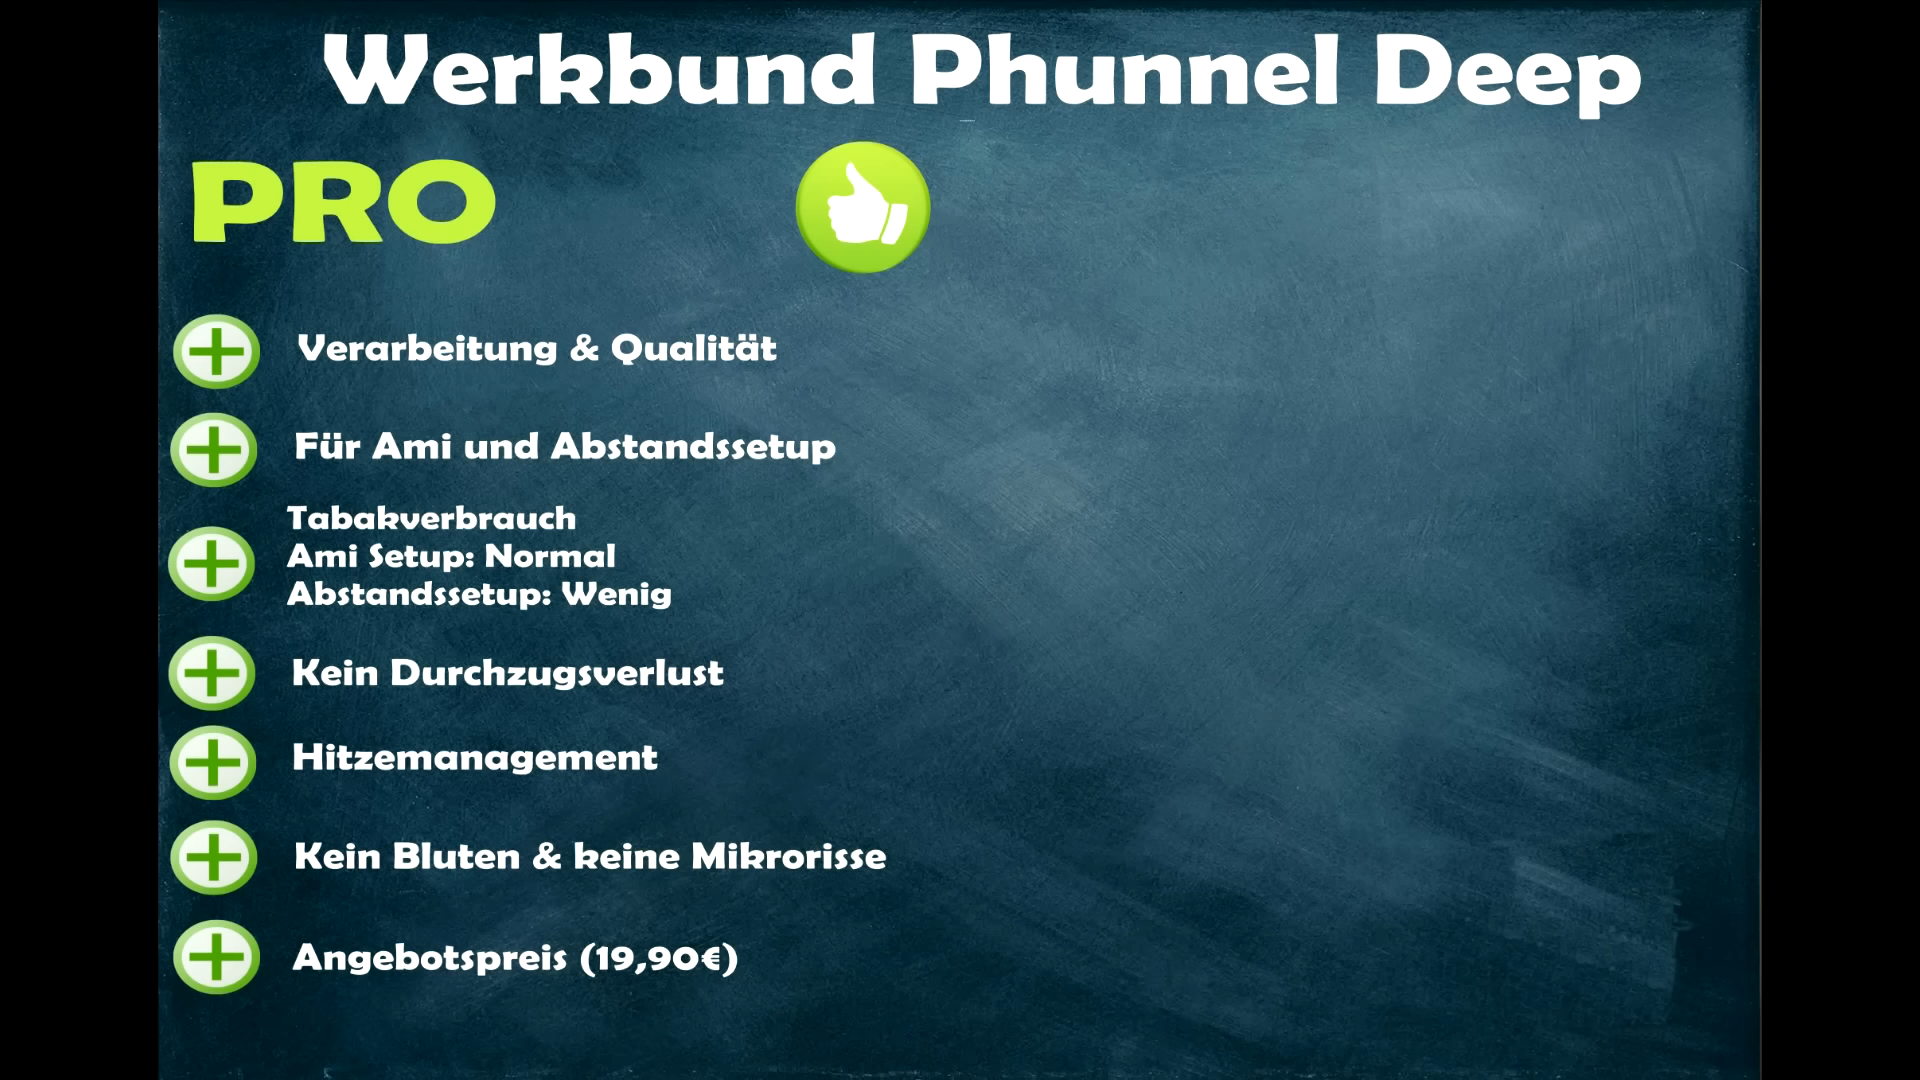 Werkbund Phunnel Deep
PRO
Verarbeitung & Qualität
Für Ami und Abstandssetup
Tabakverbrauch
Ami Setup: Normal
Abstandssetup: Wenig
Kein Durchzugsverlust
Hitzemanagement
Kein Bluten & keine Mikrorisse
Angebotspreis (19,90€)